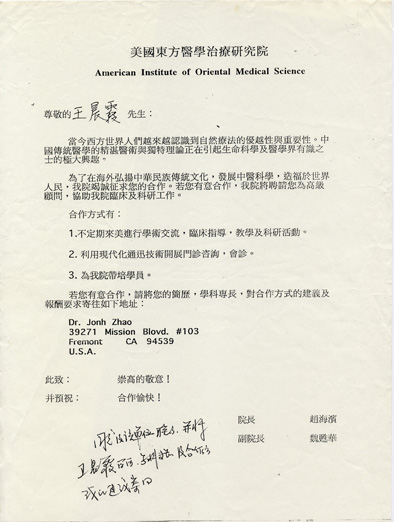 美國東方醫學治療研究院
American Institute of Oriental Medical Science
尊敬的王晨霞 先生：
當今西方世界人們越來越認識到自然療法的優越性與重要性。中
國傳統醫學的精湛醫術與獨特理論正在引起生命科學及醫學界有識之
士的極大興趣。
為了在海外弘揚中華民族傳統文化，發展中醫科學，造福於世界
人民，我院竭誠征求您的合作。若您有意合作，我院將聘請您為高級
顧問，協助我院臨床及科研工作。
合作方式有：
1.不定期來美進行學術交流，臨床指導，教學及科研活動。
2. 利用現代化通迅技術開展門診咨詢，會診。
3. 為我院帶培學員。
若您有意合作，請將您的簡歷，學科專長，對合作方式的建義及
報酬要求寄往如下地址：
Dr. Jonh Zhao
39271 Mission Blovd. #103
Fremont CA 94539
U.S.A.
此致： 崇高的敬意！
并預祝： 合作愉快！
院長 趙海濱
副院長 魏甦華